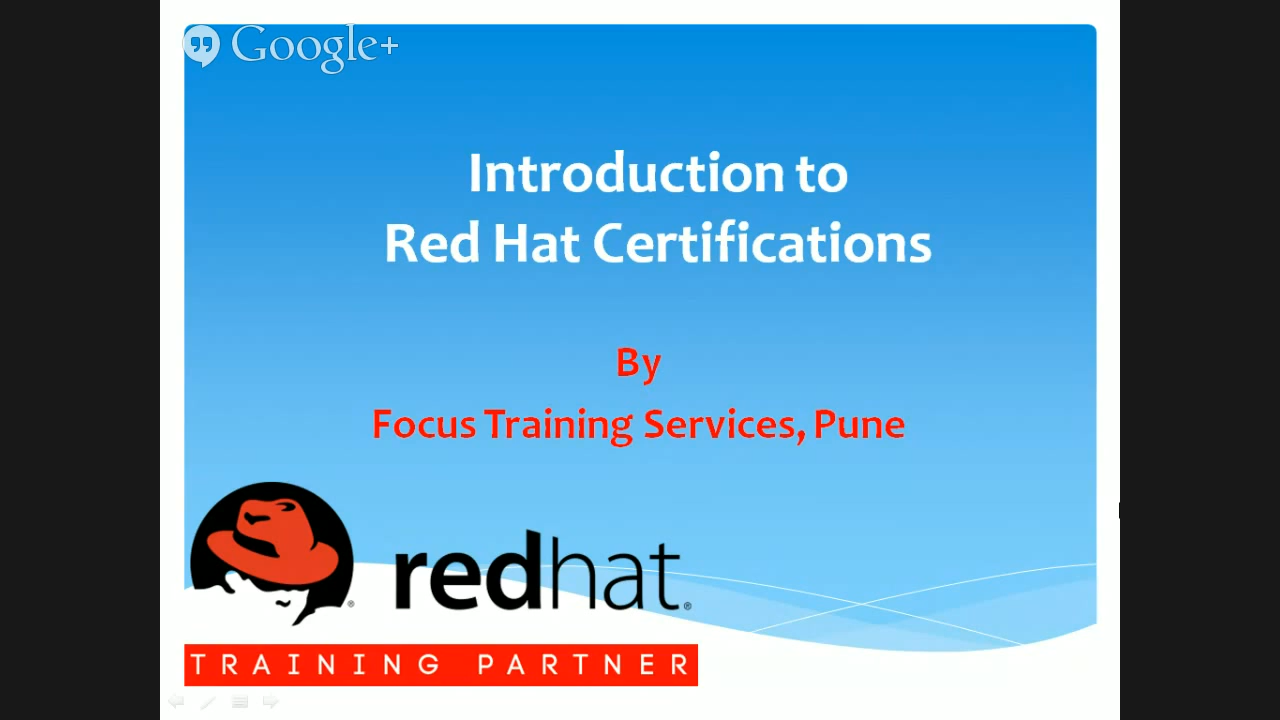 Google+
Introduction to
Red Hat Certifications
By
Focus Training Services, Pune
redhat®
TRAINING PARTNER